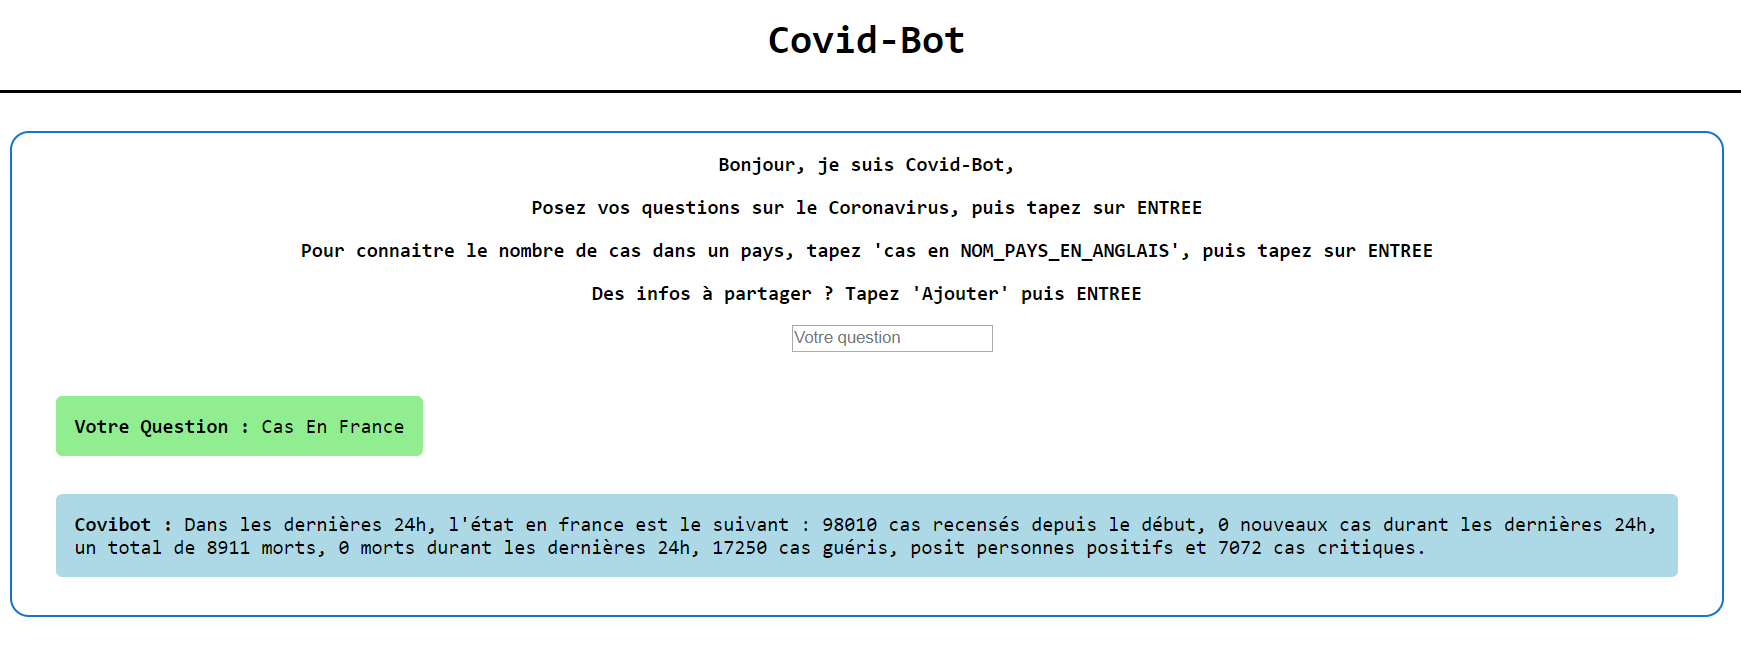 Covid-Bot
Bonjour, je suis Covid-Bot,
Posez vos questions sur le Coronavirus, puis tapez sur ENTREE
Pour connaitre le nombre de cas dans un pays, tapez 'cas en NOM_PAYS_EN_ANGLAIS', puis tapez sur ENTREE
Des infos à partager ? Tapez 'Ajouter' puis ENTREE
Votre question
Votre Question : Cas En France
Covibot : Dans les dernières 24h, l'état en france est le suivant : 98010 cas recensés depuis le début, 0 nouveaux cas durant les dernières 24h,
un total de 8911 morts, 0 morts durant les dernières 24h, 17250 cas guéris, posit personnes positifs et 7072 cas critiques.